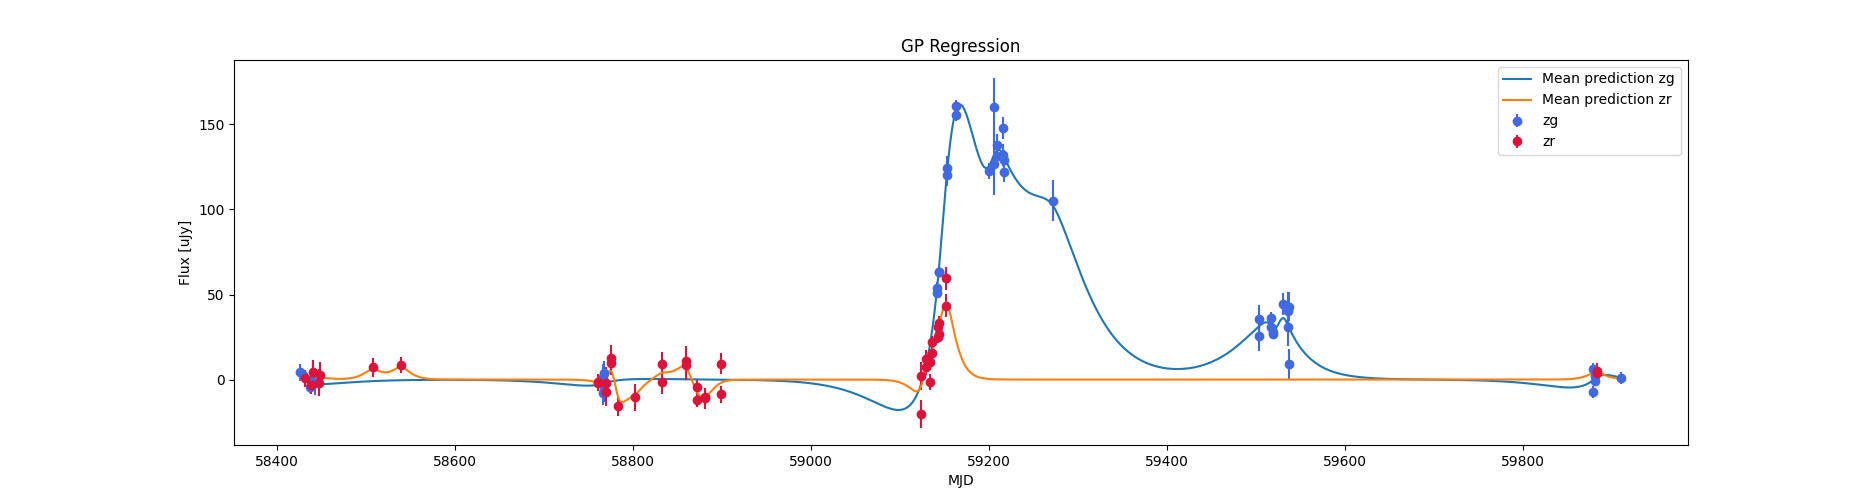 GP Regression
Mean prediction zg
Mean prediction zr
zg
zr
150
100
50
0
Flux [uJy]
58400 58600 58800 59000 59200 59400 59600 59800
MJD